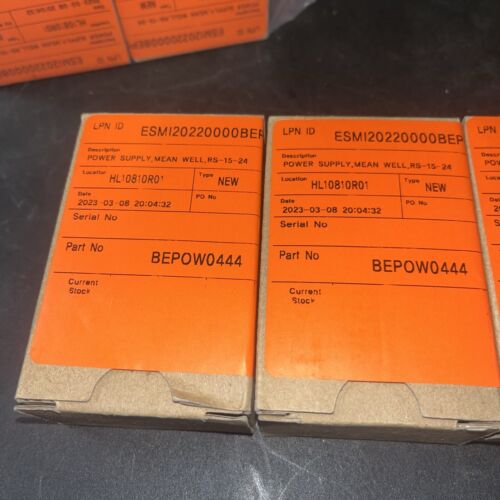 LPN ID ESMI20220000BER
Description
POWER SUPPLY,MEAN WELL,RS-15-24
Location HL10810R01 Type NEW
Date 2023-03-08 20:04:32 PO No
Serial No
Part No BEPOW0444
Current
Stock
LPN ID ESMI20220000BEP
Description
POWER SUPPLY,MEAN WELL,RS-15-24
Location HL10810R01 Type NEW
Date 2023-03-08 20:04:32 PO No
Serial No
Part No BEPOW0444
Current
Stock